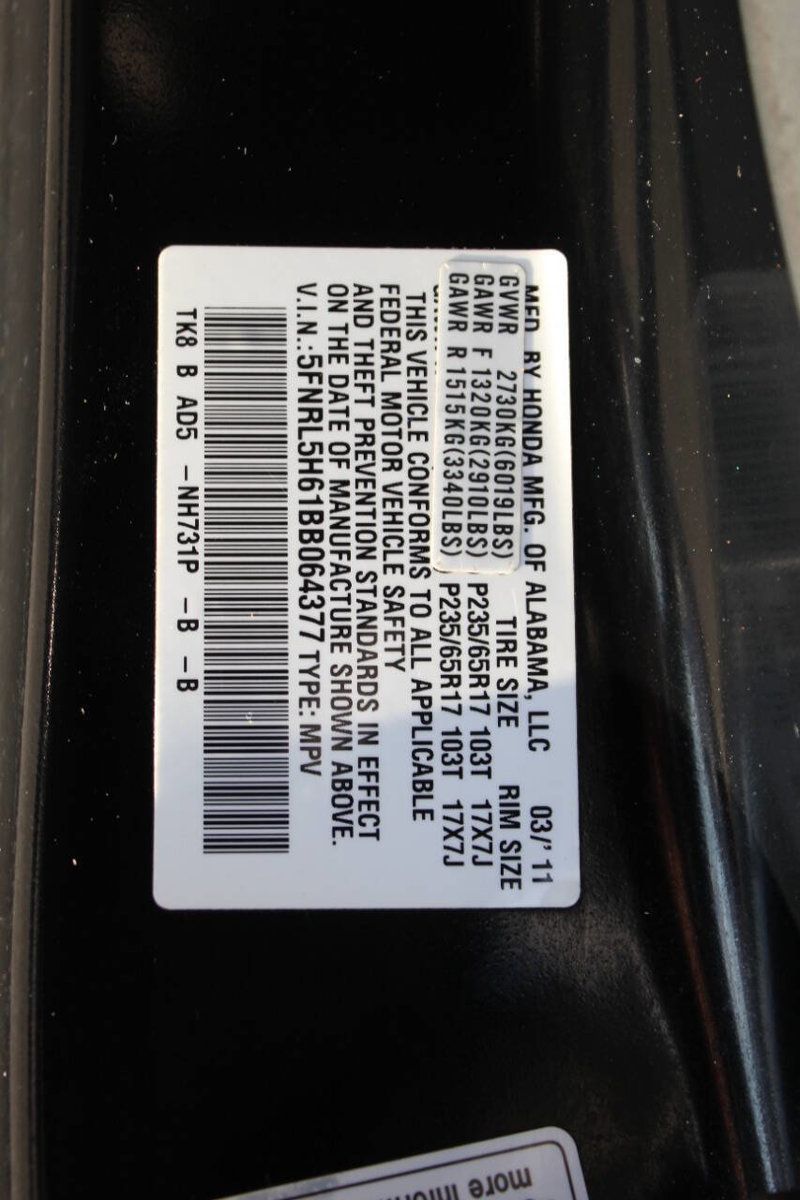 MFD. BY HONDA MFG. OF ALABAMA, LLC 03/'11
GVWR 2730KG(6019LBS) TIRE SIZE RIM SIZE
GAWR F 1320KG(2910LBS) P235/65R17 103T 17X7J
GAWR R 1515KG(3340LBS) P235/65R17 103T 17X7J
THIS VEHICLE CONFORMS TO ALL APPLICABLE
FEDERAL MOTOR VEHICLE SAFETY
AND THEFT PREVENTION STANDARDS IN EFFECT
ON THE DATE OF MANUFACTURE SHOWN ABOVE.
V.I.N.:5FNRL5H61BB064377 TYPE: MPV
TK8 B AD5 -NH731P -B -B
more